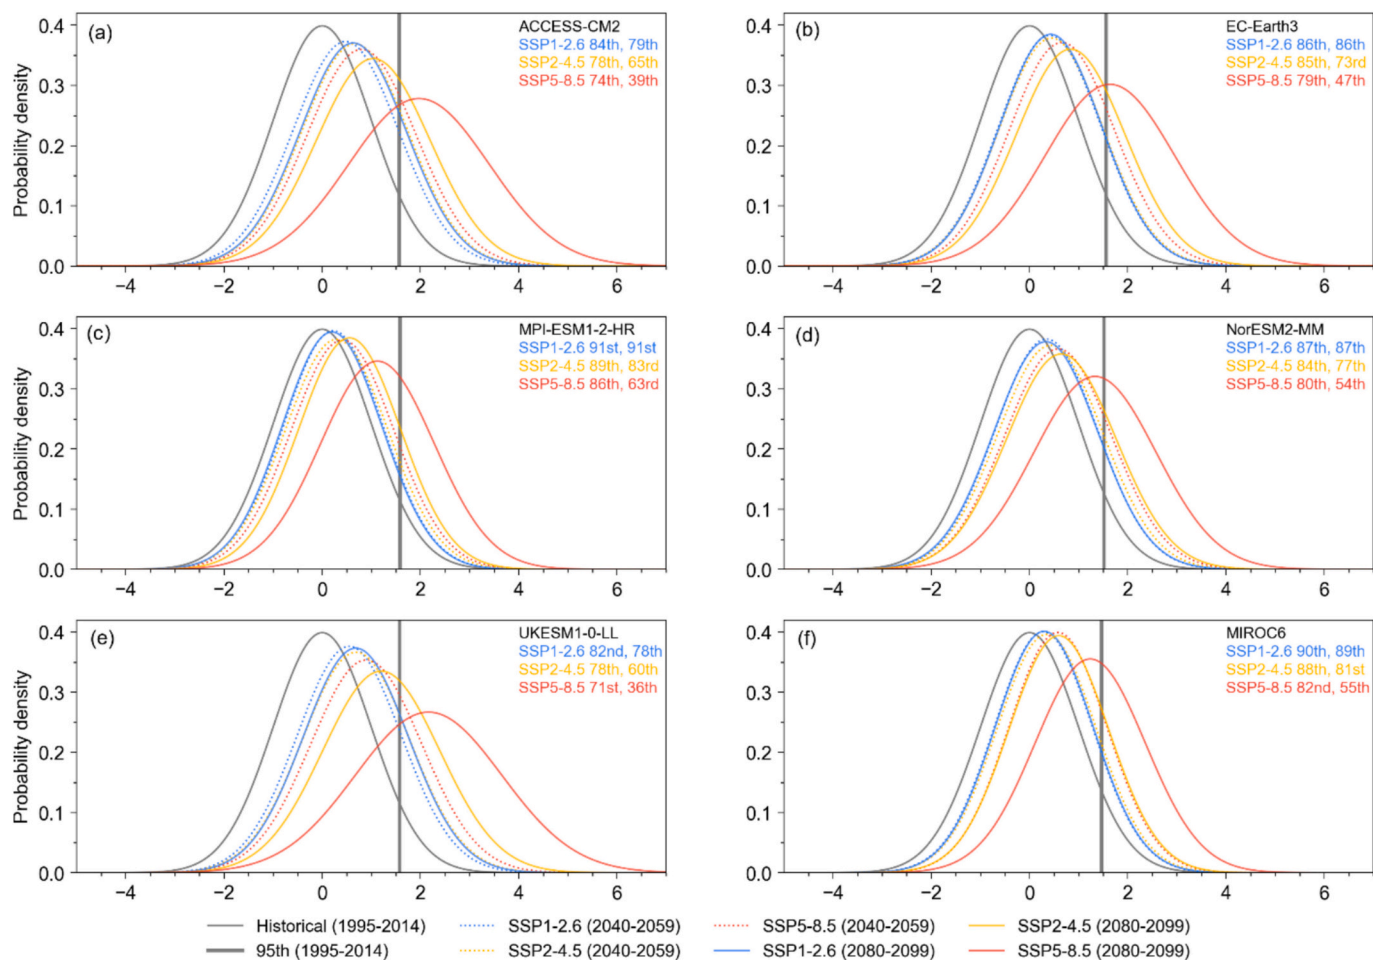 (a)
ACCESS-CM2
SSP1-2.6 84th, 79th
SSP2-4.5 78th, 65th
SSP5-8.5 74th, 39th
Probability density
0.4
0.3
0.2
0.1
0.0
−4 −2 0 2 4 6
(b)
EC-Earth3
SSP1-2.6 86th, 86th
SSP2-4.5 85th, 73rd
SSP5-8.5 79th, 47th
Probability density
0.4
0.3
0.2
0.1
0.0
−4 −2 0 2 4 6
(c)
MPI-ESM1-2-HR
SSP1-2.6 91st, 91st
SSP2-4.5 89th, 83rd
SSP5-8.5 86th, 63rd
Probability density
0.4
0.3
0.2
0.1
0.0
−4 −2 0 2 4 6
(d)
NorESM2-MM
SSP1-2.6 87th, 87th
SSP2-4.5 84th, 77th
SSP5-8.5 80th, 54th
Probability density
0.4
0.3
0.2
0.1
0.0
−4 −2 0 2 4 6
(e)
UKESM1-0-LL
SSP1-2.6 82nd, 78th
SSP2-4.5 78th, 60th
SSP5-8.5 71st, 36th
Probability density
0.4
0.3
0.2
0.1
0.0
−4 −2 0 2 4 6
(f)
MIROC6
SSP1-2.6 90th, 89th
SSP2-4.5 88th, 81st
SSP5-8.5 82nd, 55th
Probability density
0.4
0.3
0.2
0.1
0.0
−4 −2 0 2 4 6
Historical (1995-2014) SSP1-2.6 (2040-2059) SSP5-8.5 (2040-2059) SSP2-4.5 (2080-2099)
95th (1995-2014) SSP2-4.5 (2040-2059) SSP1-2.6 (2080-2099) SSP5-8.5 (2080-2099)